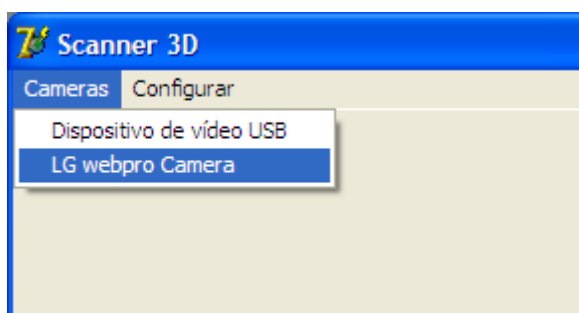 Scanner 3D
Cameras Configurar
Dispositivo de vídeo USB
LG webpro Camera